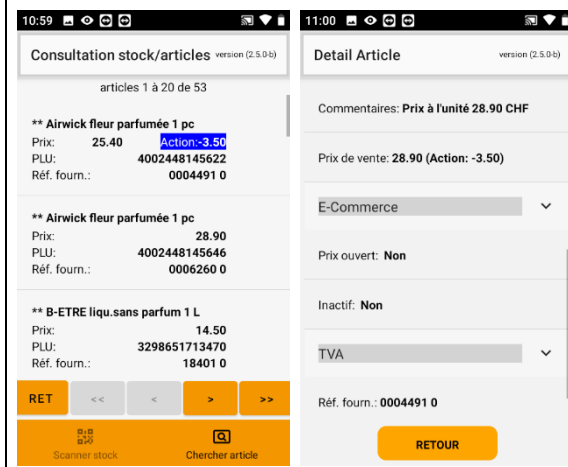 10:59
Consultation stock/articles version (2.5.0-b)
articles 1 à 20 de 53
** Airwick fleur parfumée 1 pc
Prix: 25.40 Action:-3.50
PLU: 4002448145622
Réf. fourn.: 0004491 0
** Airwick fleur parfumée 1 pc
Prix: 28.90
PLU: 4002448145646
Réf. fourn.: 0006260 0
** B-ETRE liqu.sans parfum 1 L
Prix: 14.50
PLU: 3298651713470
Réf. fourn.: 18401 0
RET << < > >>
Scanner stock Chercher article
11:00
Detail Article version (2.5.0-b)
Commentaires: Prix à l'unité 28.90 CHF
Prix de vente: 28.90 (Action: -3.50)
E-Commerce
Prix ouvert: Non
Inactif: Non
TVA
Réf. fourn.: 0004491 0
RETOUR